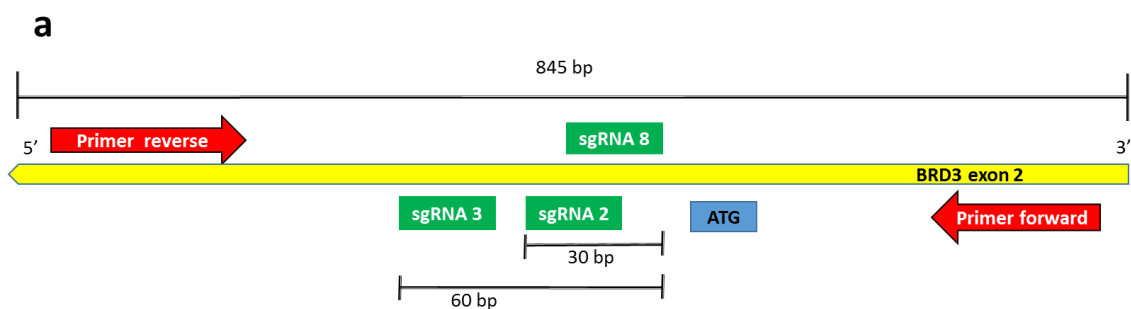 a
845 bp
Primer reverse
sgRNA 8
5’
3’
BRD3 exon 2
sgRNA 3
sgRNA 2
ATG
Primer forward
30 bp
60 bp